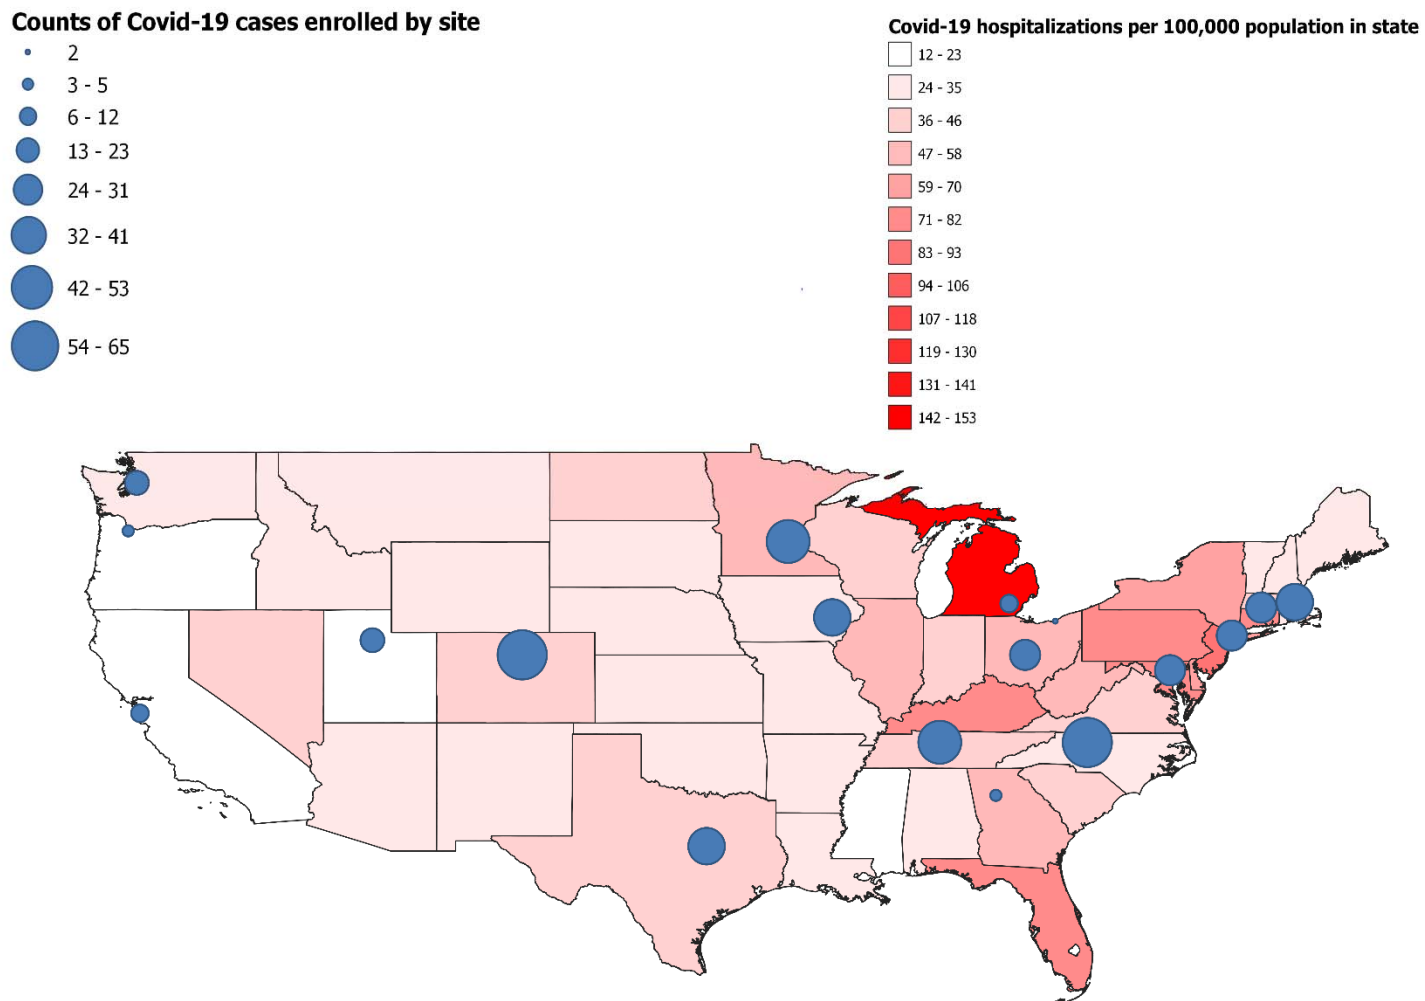 Counts of Covid-19 cases enrolled by site
2
3 - 5
6 - 12
13 - 23
24 - 31
32 - 41
42 - 53
54 - 65
Covid-19 hospitalizations per 100,000 population in state
12 - 23
24 - 35
36 - 46
47 - 58
59 - 70
71 - 82
83 - 93
94 - 106
107 - 118
119 - 130
131 - 141
142 - 153